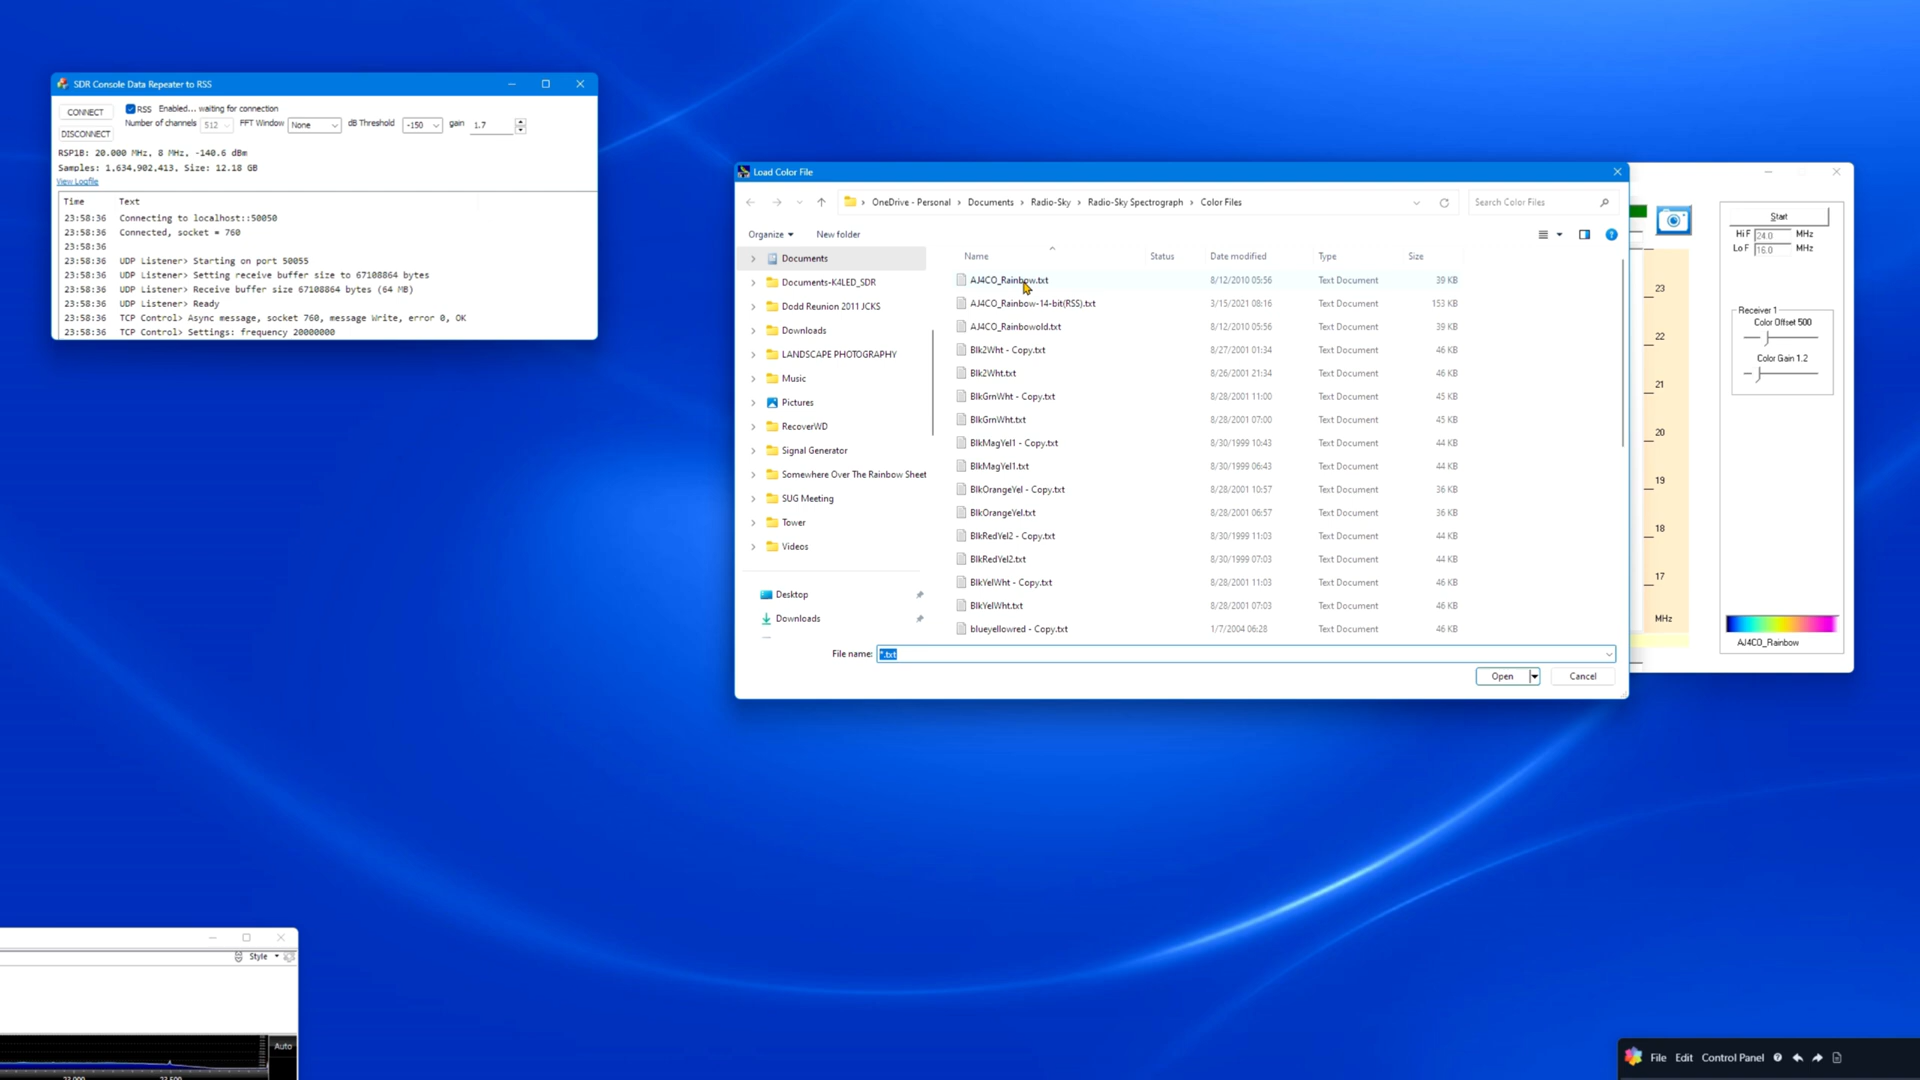 SDR Console Data Repeater to RSS
CONNECT
RSS Enabled... waiting for connection
DISCONNECT
Number of channels 512 FFT Window None dB Threshold -150 gain 1.7
RSP1B: 20.000 MHz, 8 MHz, -140.6 dBm
Samples: 1,634,902,413, Size: 12.18 GB
View Logfile
Time Text
23:58:36 Connecting to localhost::50050
23:58:36 Connected, socket = 760
23:58:36
23:58:36 UDP Listener> Starting on port 50055
23:58:36 UDP Listener> Setting receive buffer size to 67108864 bytes
23:58:36 UDP Listener> Receive buffer size 67108864 bytes (64 MB)
23:58:36 UDP Listener> Ready
23:58:36 TCP Control> Async message, socket 760, message Write, error 0, OK
23:58:36 TCP Control> Settings: frequency 20000000
Load Color File
OneDrive - Personal › Documents › Radio-Sky › Radio-Sky Spectrograph › Color Files
Search Color Files
Organize New folder
Documents
Documents-K4LED_SDR
Dodd Reunion 2011 JCKS
Downloads
LANDSCAPE PHOTOGRAPHY
Music
Pictures
RecoverWD
Signal Generator
Somewhere Over The Rainbow Sheet
SUG Meeting
Tower
Videos
Desktop
Downloads
Name Status Date modified Type Size
AJ4CO_Rainbow.txt 8/12/2010 05:56 Text Document 39 KB
AJ4CO_Rainbow-14-bit(RSS).txt 3/15/2021 08:16 Text Document 153 KB
AJ4CO_Rainbowold.txt 8/12/2010 05:56 Text Document 39 KB
Blk2Wht - Copy.txt 8/27/2001 01:34 Text Document 46 KB
Blk2Wht.txt 8/26/2001 21:34 Text Document 46 KB
BlkGrnWht - Copy.txt 8/28/2001 11:00 Text Document 45 KB
BlkGrnWht.txt 8/28/2001 07:00 Text Document 45 KB
BlkMagYel1 - Copy.txt 8/30/1999 10:43 Text Document 44 KB
BlkMagYel1.txt 8/30/1999 06:43 Text Document 44 KB
BlkOrangeYel - Copy.txt 8/28/2001 10:57 Text Document 36 KB
BlkOrangeYel.txt 8/28/2001 06:57 Text Document 36 KB
BlkRedYel2 - Copy.txt 8/30/1999 11:03 Text Document 44 KB
BlkRedYel2.txt 8/30/1999 07:03 Text Document 44 KB
BlkYelWht - Copy.txt 8/28/2001 11:03 Text Document 46 KB
BlkYelWht.txt 8/28/2001 07:03 Text Document 46 KB
blueyellowred - Copy.txt 1/7/2004 06:28 Text Document 46 KB
File name: *.txt
Open Cancel
Start
Hi F 24.0 MHz
Lo F 16.0 MHz
23
22
21
20
19
18
17
MHz
Receiver 1
Color Offset 500
Color Gain 1.2
AJ4CO_Rainbow
Style
Auto
23.000 23.500
File Edit Control Panel